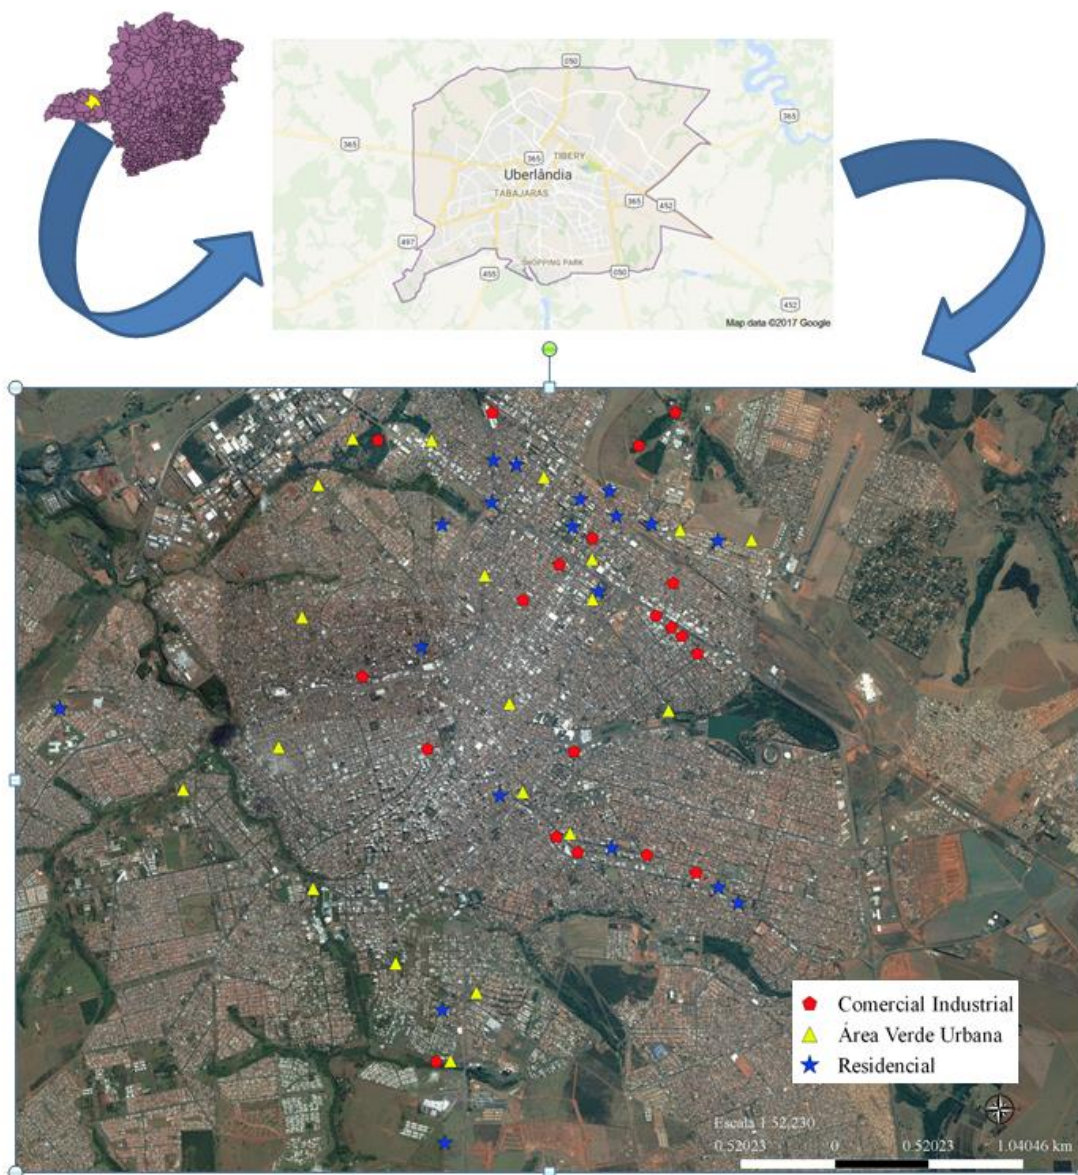 050
365
365
TIBERY
365
Uberlândia
TABAJARAS
365
452
497
SHOPPING PARK
455
050
452
Map data ©2017 Google
Comercial Industrial
Área Verde Urbana
Residencial
Escala 1:52,230
0.52023 0 0.52023 1.04046 km